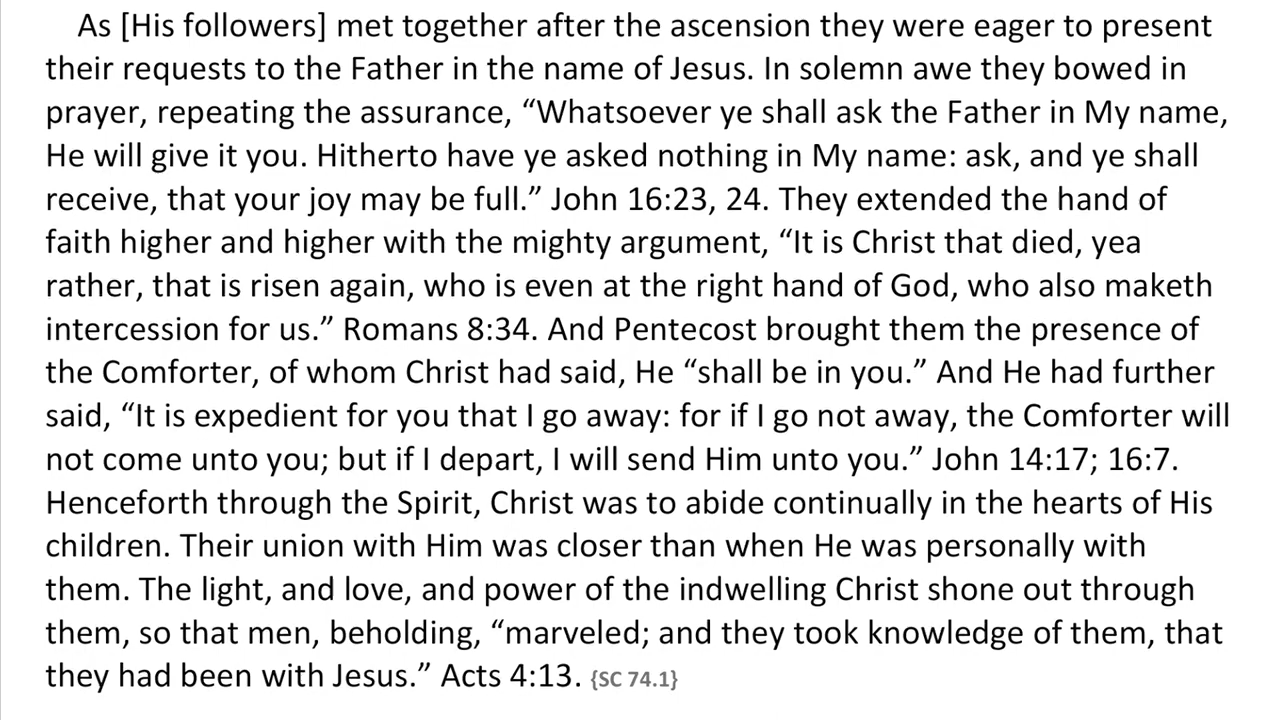 As [His followers] met together after the ascension they were eager to present
their requests to the Father in the name of Jesus. In solemn awe they bowed in
prayer, repeating the assurance, “Whatsoever ye shall ask the Father in My name,
He will give it you. Hitherto have ye asked nothing in My name: ask, and ye shall
receive, that your joy may be full.” John 16:23, 24. They extended the hand of
faith higher and higher with the mighty argument, “It is Christ that died, yea
rather, that is risen again, who is even at the right hand of God, who also maketh
intercession for us.” Romans 8:34. And Pentecost brought them the presence of
the Comforter, of whom Christ had said, He “shall be in you.” And He had further
said, “It is expedient for you that I go away: for if I go not away, the Comforter will
not come unto you; but if I depart, I will send Him unto you.” John 14:17; 16:7.
Henceforth through the Spirit, Christ was to abide continually in the hearts of His
children. Their union with Him was closer than when He was personally with
them. The light, and love, and power of the indwelling Christ shone out through
them, so that men, beholding, “marveled; and they took knowledge of them, that
they had been with Jesus.” Acts 4:13. {SC 74.1}